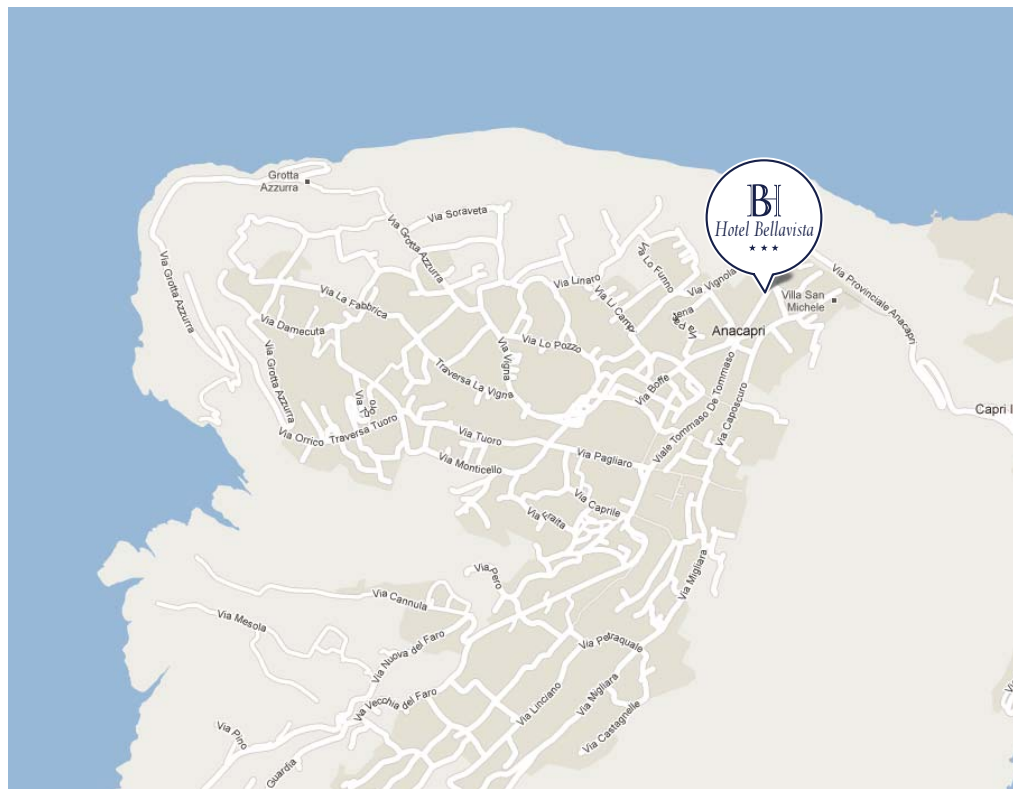 Grotta
Azzurra
Via Soraveta
Via Grotta Azzurra
BH
Hotel Bellavista
Via Grotta Azzurra
Via La Fabbrica
Via Linaro
Via Lo Funno
Via Vignola
Via Provinciale Anacapri
Villa San
Michele
Via Damecuta
Via Li Campi
Anacapri
Via Lo Pozzo
Via Vigna
Via Grotta Azzurra
Traversa La Vigna
Via Boffe
Viale Tommaso De Tommaso
Via Caposcuro
Capri
Via Orrico
Traversa Tuoro
Via Tuoro
Via Pagliaro
Via Monticello
Via Caprile
Via Migliara
Via Pero
Via Cannula
Via Mesola
Via Nuova del Faro
Via Vecchia del Faro
Via Linciano
Via Migliara
Via Castagnelle
Via Pino
Guardia